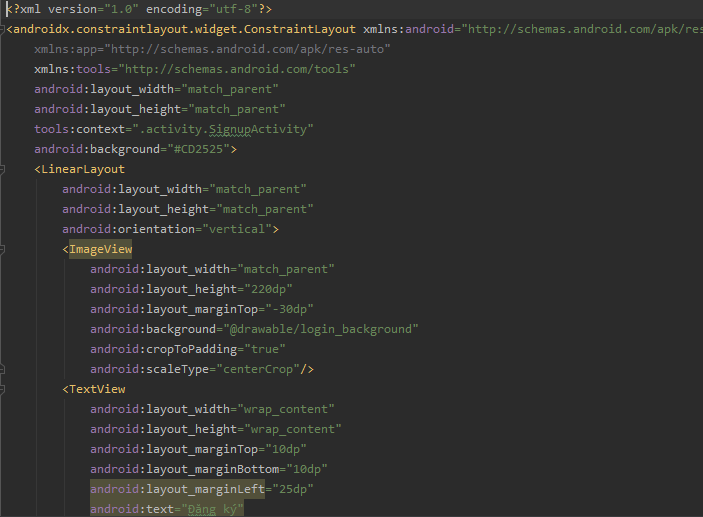 <?xml version="1.0" encoding="utf-8"?>
<androidx.constraintlayout.widget.ConstraintLayout xmlns:android="http://schemas.android.com/apk/res
xmlns:app="http://schemas.android.com/apk/res-auto"
xmlns:tools="http://schemas.android.com/tools"
android:layout_width="match_parent"
android:layout_height="match_parent"
tools:context=".activity.SignupActivity"
android:background="#CD2525">
<LinearLayout
android:layout_width="match_parent"
android:layout_height="match_parent"
android:orientation="vertical">
<ImageView
android:layout_width="match_parent"
android:layout_height="220dp"
android:layout_marginTop="-30dp"
android:background="@drawable/login_background"
android:cropToPadding="true"
android:scaleType="centerCrop"/>
<TextView
android:layout_width="wrap_content"
android:layout_height="wrap_content"
android:layout_marginTop="10dp"
android:layout_marginBottom="10dp"
android:layout_marginLeft="25dp"
android:text="Đăng ký"